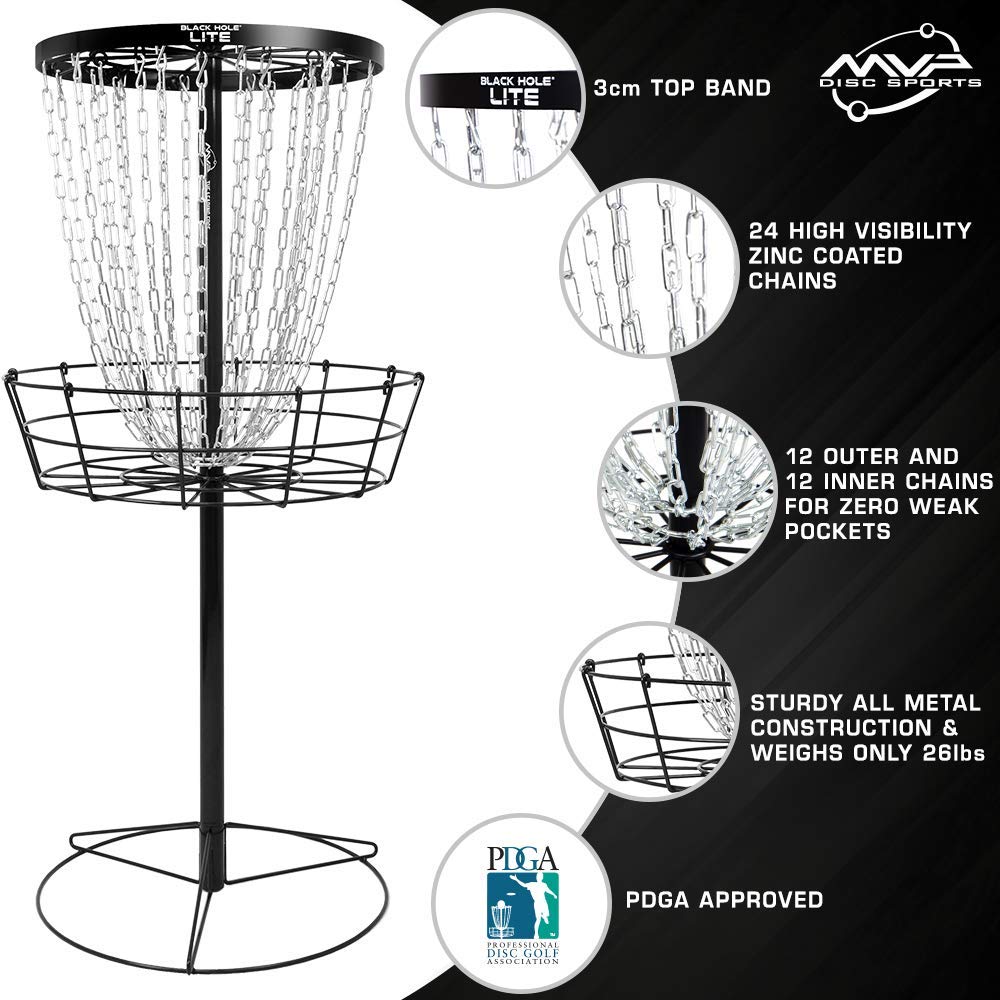 BLACK HOLE®
LITE
BLACK HOLE®
LITE
3cm TOP BAND
MVP
DISC SPORTS
24 HIGH VISIBILITY
ZINC COATED
CHAINS
12 OUTER AND
12 INNER CHAINS
FOR ZERO WEAK
POCKETS
STURDY ALL METAL
CONSTRUCTION &
WEIGHS ONLY 26lbs
PDGA
PROFESSIONAL
DISC GOLF
ASSOCIATION
TM
PDGA APPROVED